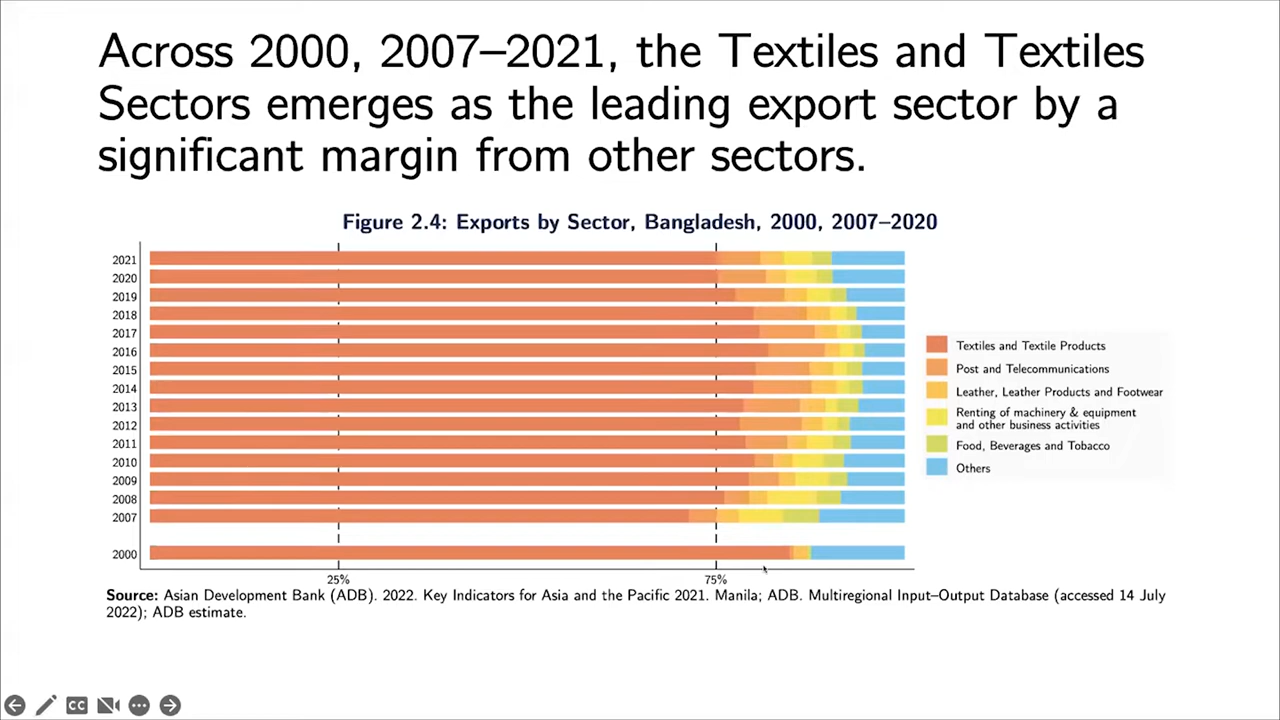 Across 2000, 2007–2021, the Textiles and Textiles
Sectors emerges as the leading export sector by a
significant margin from other sectors.
Figure 2.4: Exports by Sector, Bangladesh, 2000, 2007–2020
2021
2020
2019
2018
2017
2016
2015
2014
2013
2012
2011
2010
2009
2008
2007
2000
25%
75%
Textiles and Textile Products
Post and Telecommunications
Leather, Leather Products and Footwear
Renting of machinery & equipment
and other business activities
Food, Beverages and Tobacco
Others
Source: Asian Development Bank (ADB). 2022. Key Indicators for Asia and the Pacific 2021. Manila; ADB. Multiregional Input–Output Database (accessed 14 July
2022); ADB estimate.
CC